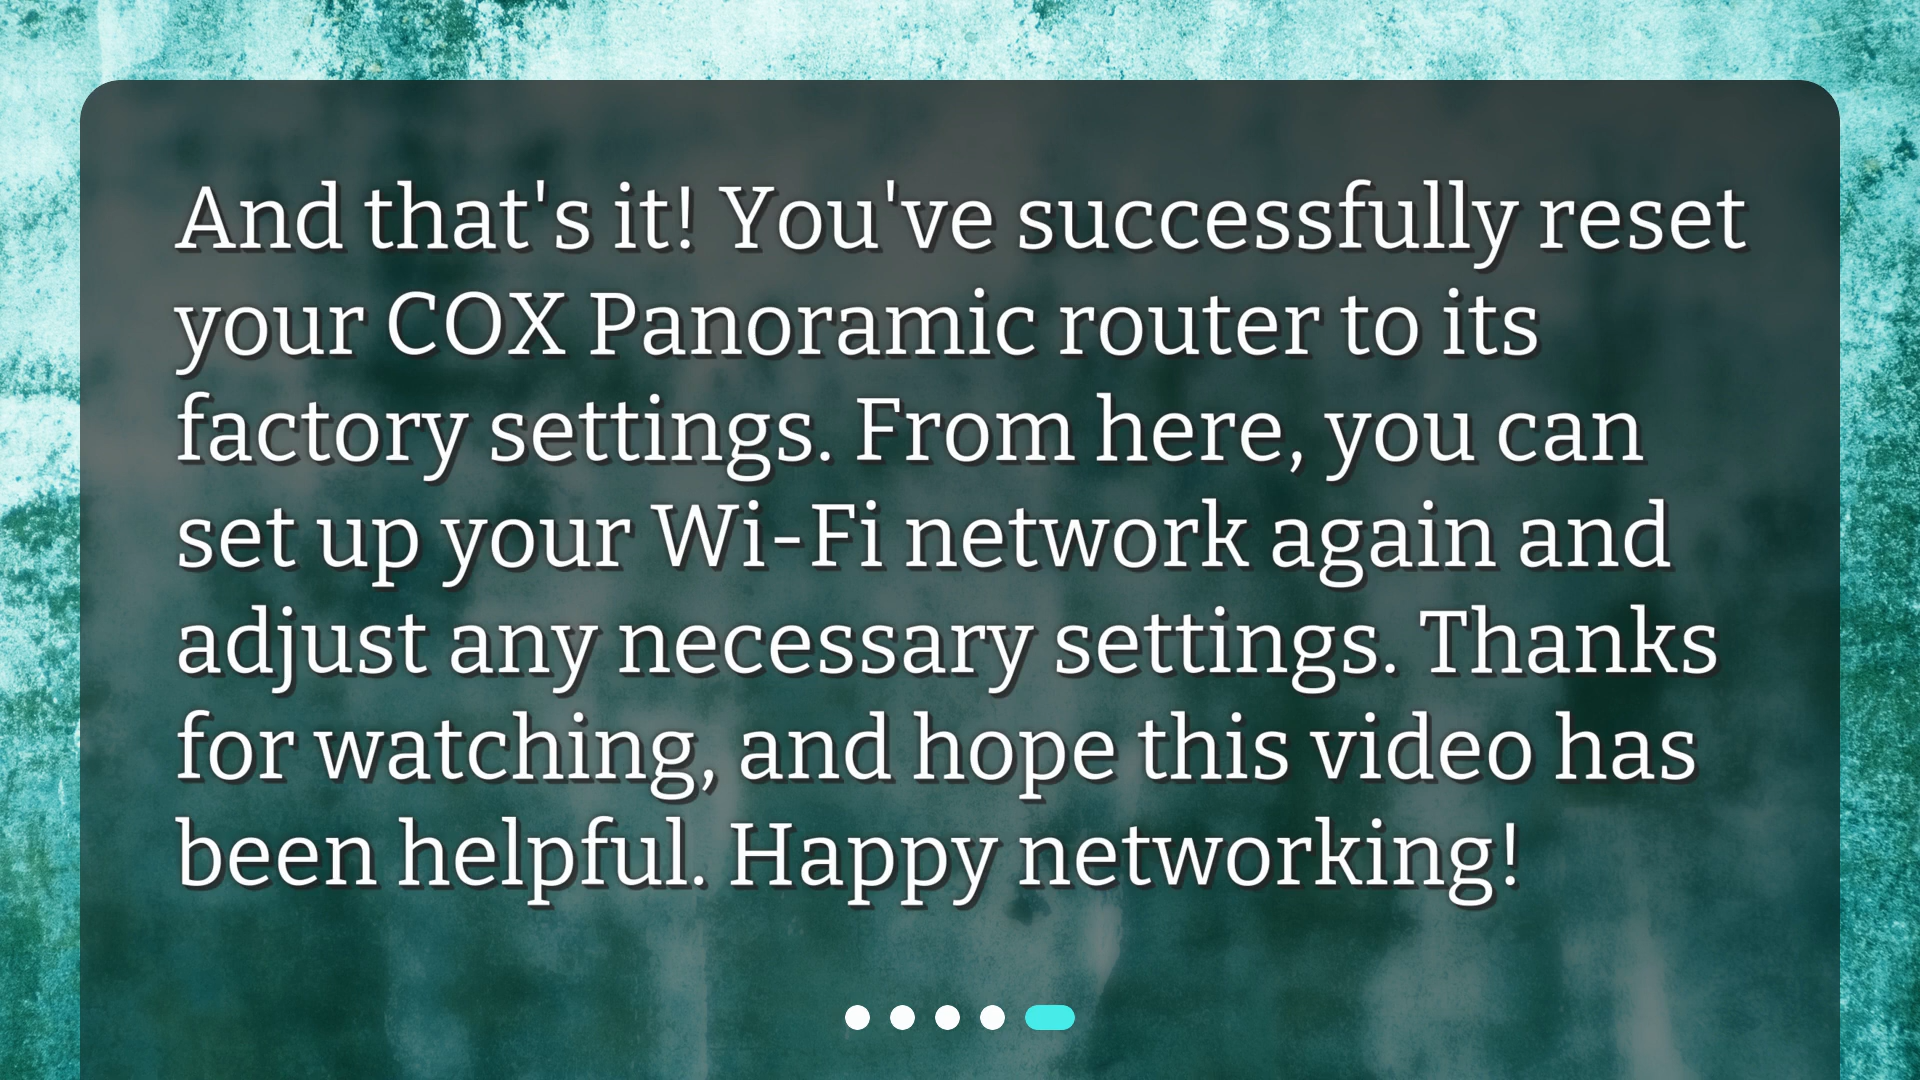 And that's it! You've successfully reset
your COX Panoramic router to its
factory settings. From here, you can
set up your Wi-Fi network again and
adjust any necessary settings. Thanks
for watching, and hope this video has
been helpful. Happy networking!